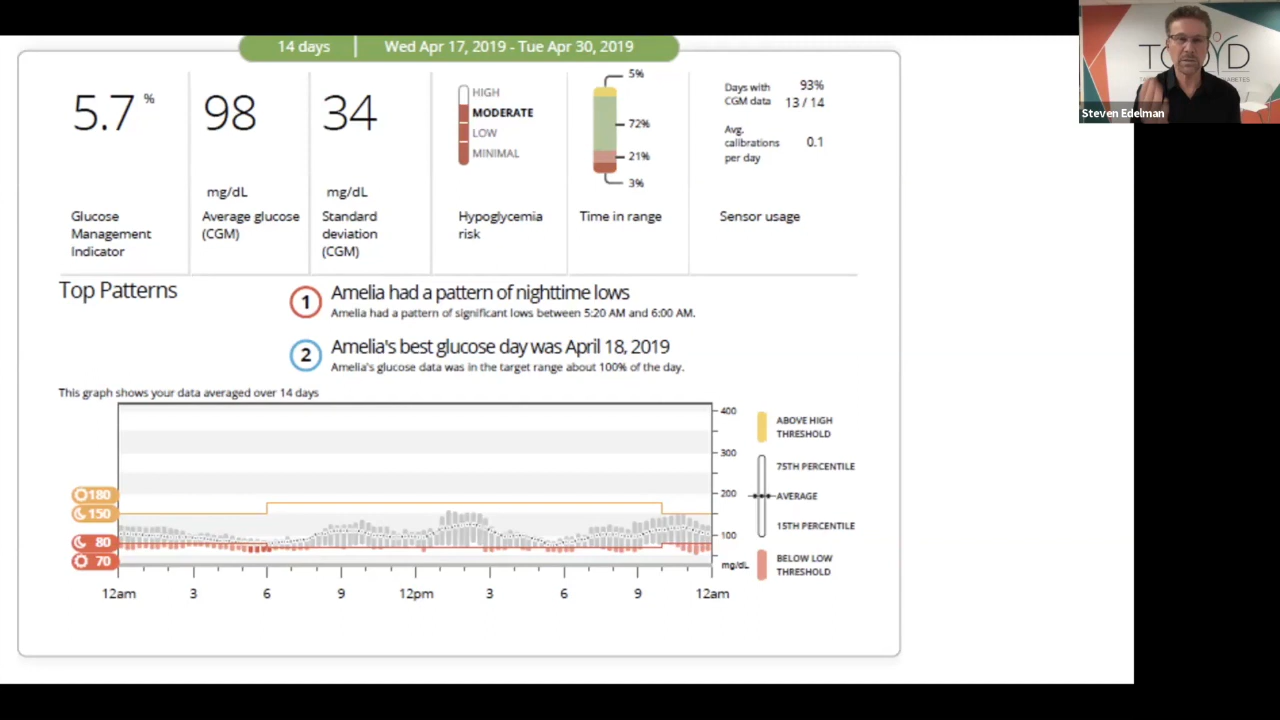 14 days | Wed Apr 17, 2019 - Tue Apr 30, 2019
5.7 %
Glucose
Management
Indicator
98
mg/dL
Average glucose
(CGM)
34
mg/dL
Standard
deviation
(CGM)
HIGH
MODERATE
LOW
MINIMAL
Hypoglycemia
risk
5%
72%
21%
3%
Time in range
Days with
CGM data
93%
13 / 14
Avg.
calibrations
per day
0.1
Sensor usage
Steven Edelman
Top Patterns
1 Amelia had a pattern of nighttime lows
Amelia had a pattern of significant lows between 5:20 AM and 6:00 AM.
2 Amelia's best glucose day was April 18, 2019
Amelia's glucose data was in the target range about 100% of the day.
This graph shows your data averaged over 14 days
180
150
80
70
400
300
200
100
mg/dL
12am 3 6 9 12pm 3 6 9 12am
ABOVE HIGH
THRESHOLD
75TH PERCENTILE
AVERAGE
15TH PERCENTILE
BELOW LOW
THRESHOLD